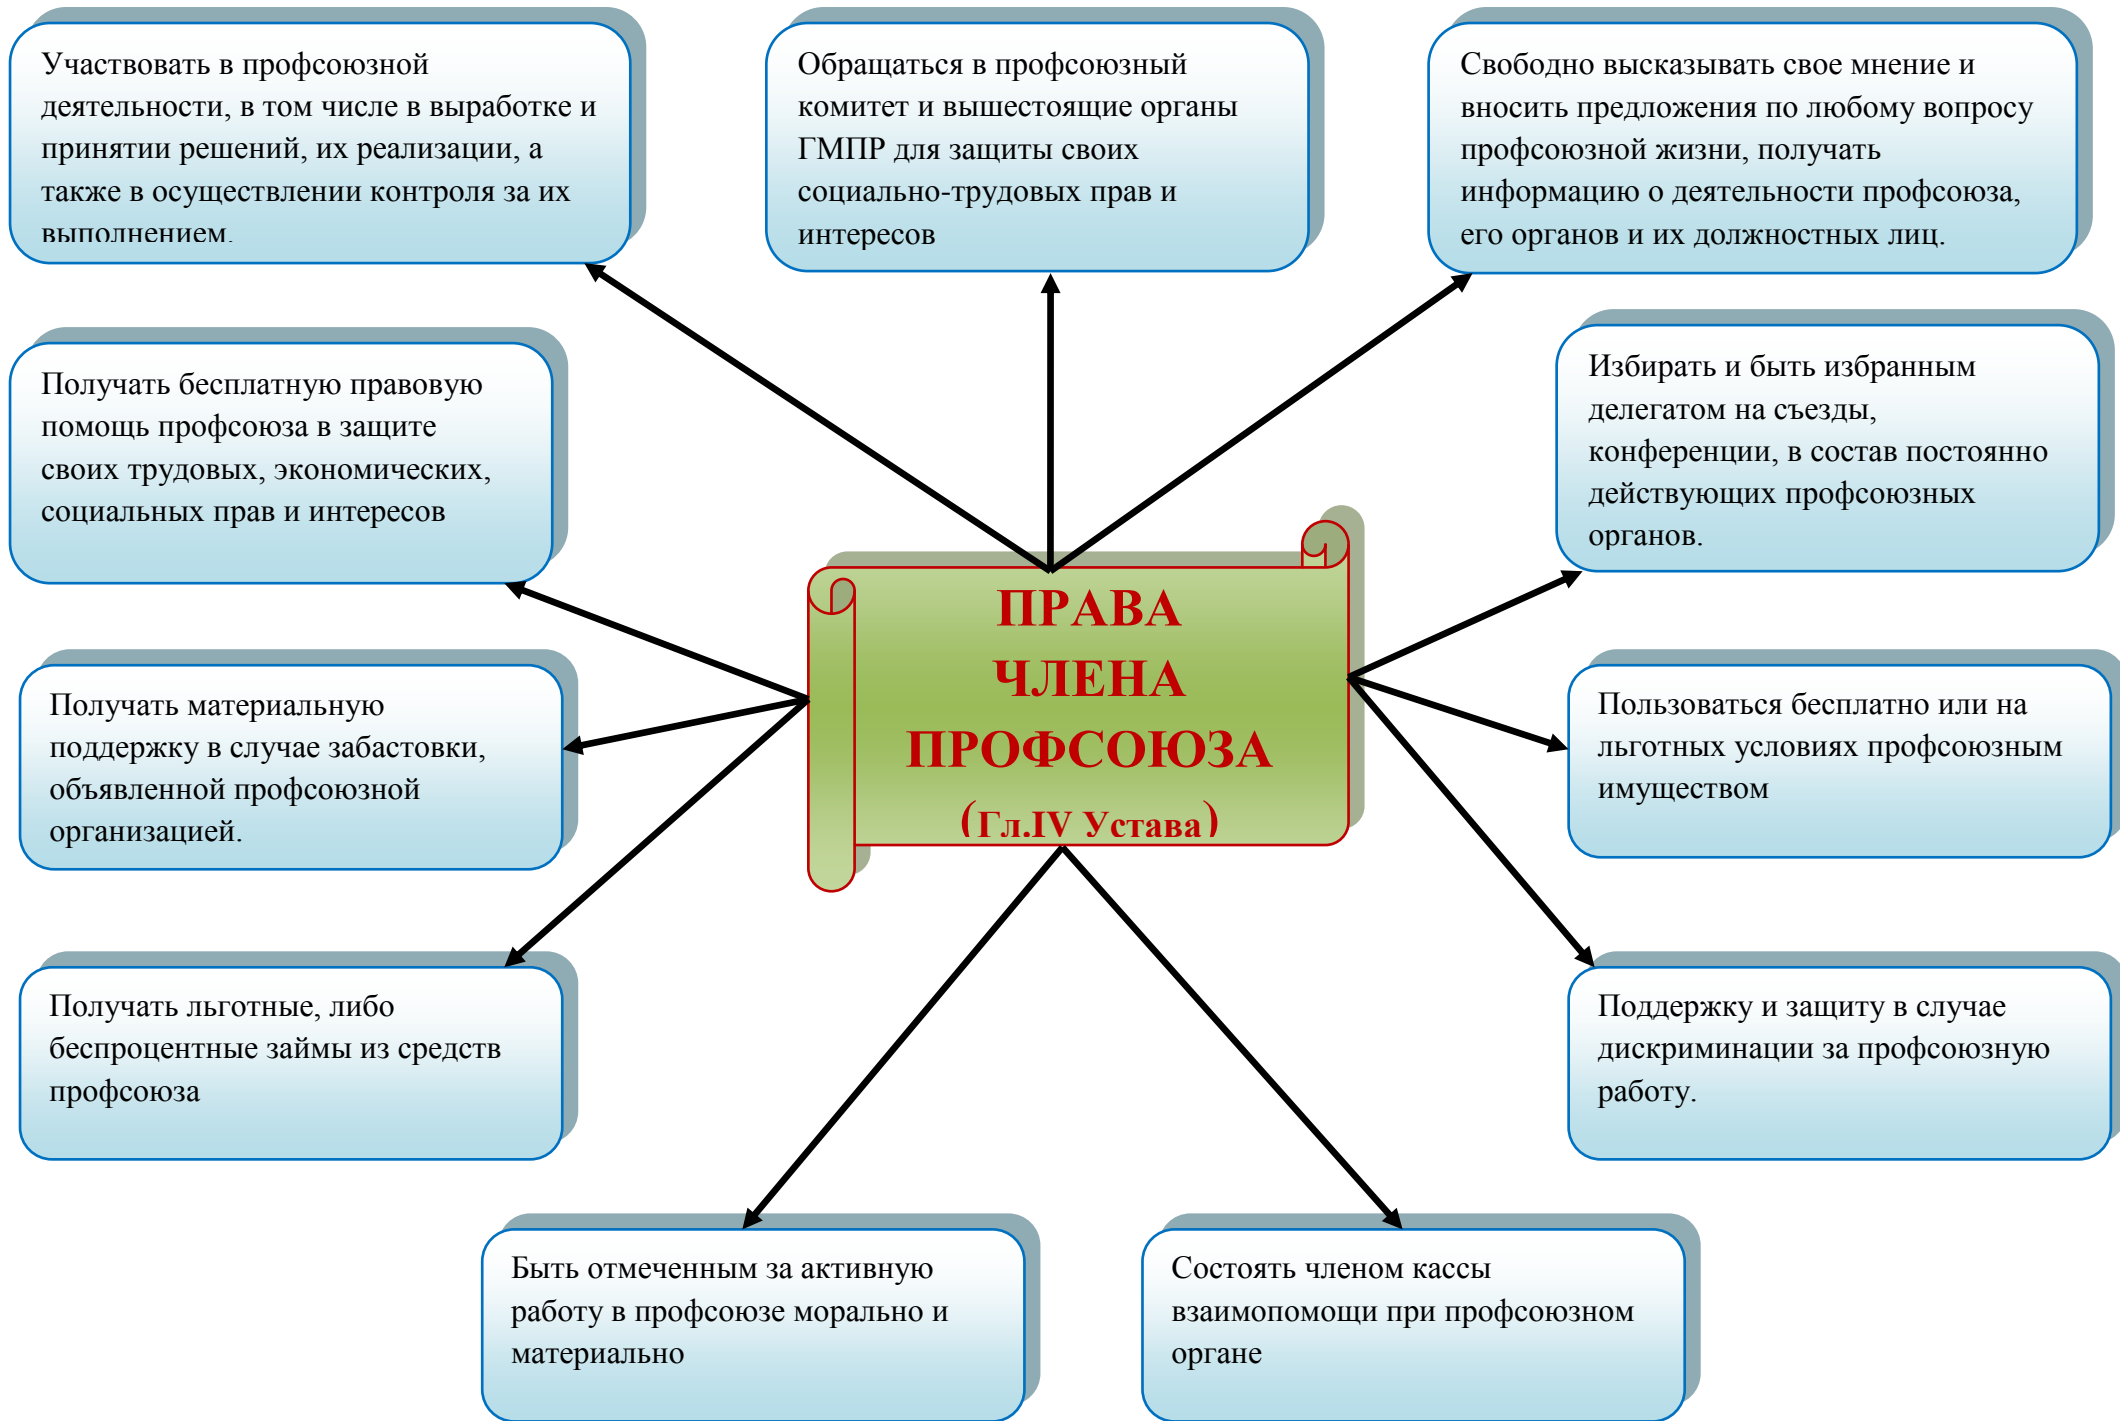 Участвовать в профсоюзной
деятельности, в том числе в выработке и
принятии решений, их реализации, а
также в осуществлении контроля за их
выполнением.
Обращаться в профсоюзный
комитет и вышестоящие органы
ГМПР для защиты своих
социально-трудовых прав и
интересов
Свободно высказывать свое мнение и
вносить предложения по любому вопросу
профсоюзной жизни, получать
информацию о деятельности профсоюза,
его органов и их должностных лиц.
Получать бесплатную правовую
помощь профсоюза в защите
своих трудовых, экономических,
социальных прав и интересов
Избирать и быть избранным
делегатом на съезды,
конференции, в состав постоянно
действующих профсоюзных
органов.
ПРАВА
ЧЛЕНА
ПРОФСОЮЗА
(Гл.IV Устава)
Получать материальную
поддержку в случае забастовки,
объявленной профсоюзной
организацией.
Пользоваться бесплатно или на
льготных условиях профсоюзным
имуществом
Получать льготные, либо
беспроцентные займы из средств
профсоюза
Поддержку и защиту в случае
дискриминации за профсоюзную
работу.
Быть отмеченным за активную
работу в профсоюзе морально и
материально
Состоять членом кассы
взаимопомощи при профсоюзном
органе